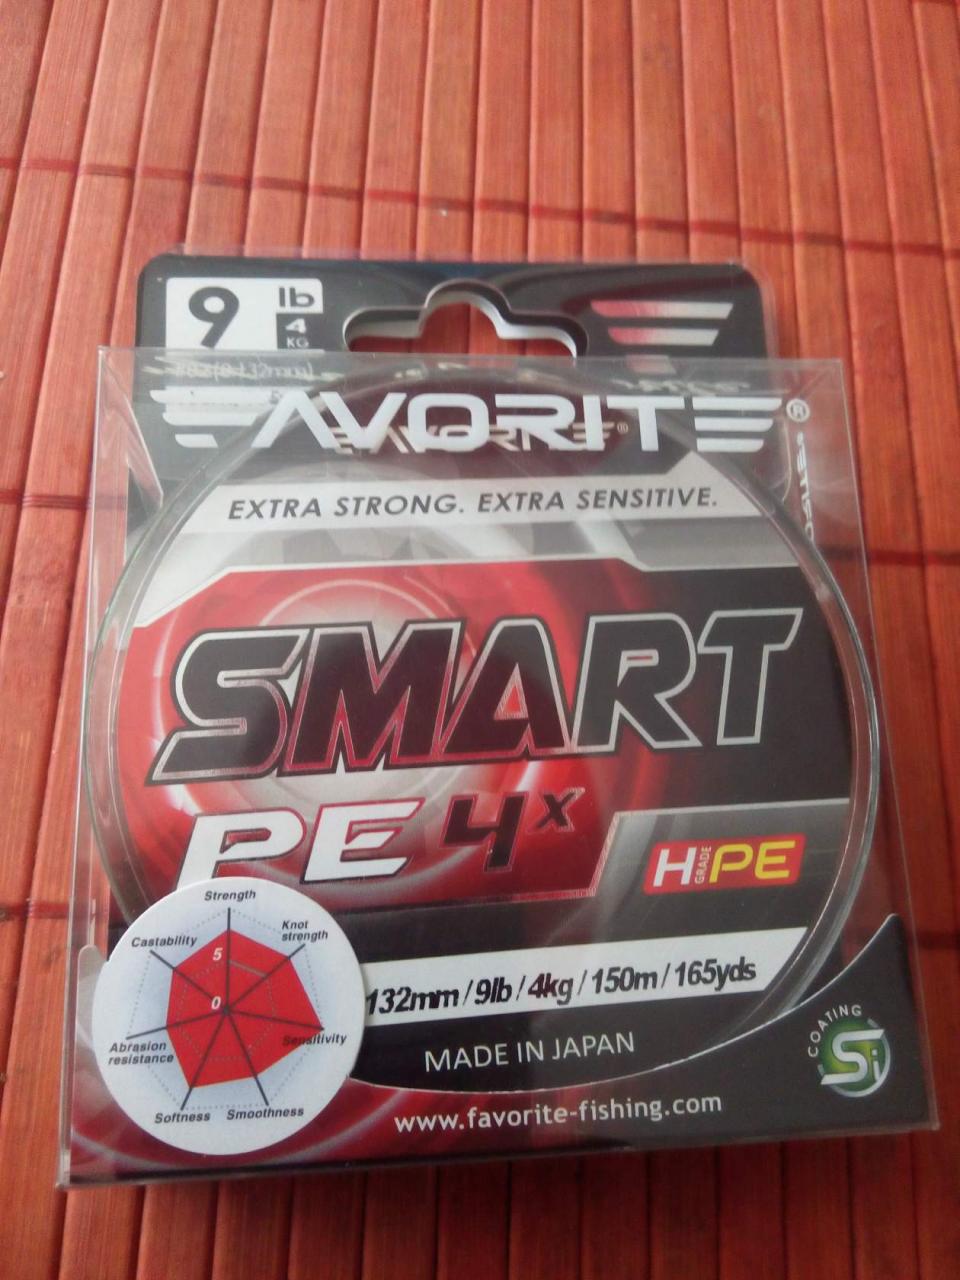 9 lb
4
KG
FAVORITE®
FAVORITE®
EXTRA STRONG. EXTRA SENSITIVE.
SMART
PE 4X
H GRADE PE
132mm / 9lb / 4kg / 150m / 165yds
MADE IN JAPAN
www.favorite-fishing.com
Strength
Knot
strength
Castability
5
0
Sensitivity
Abrasion
resistance
Softness
Smoothness
COATING
Si